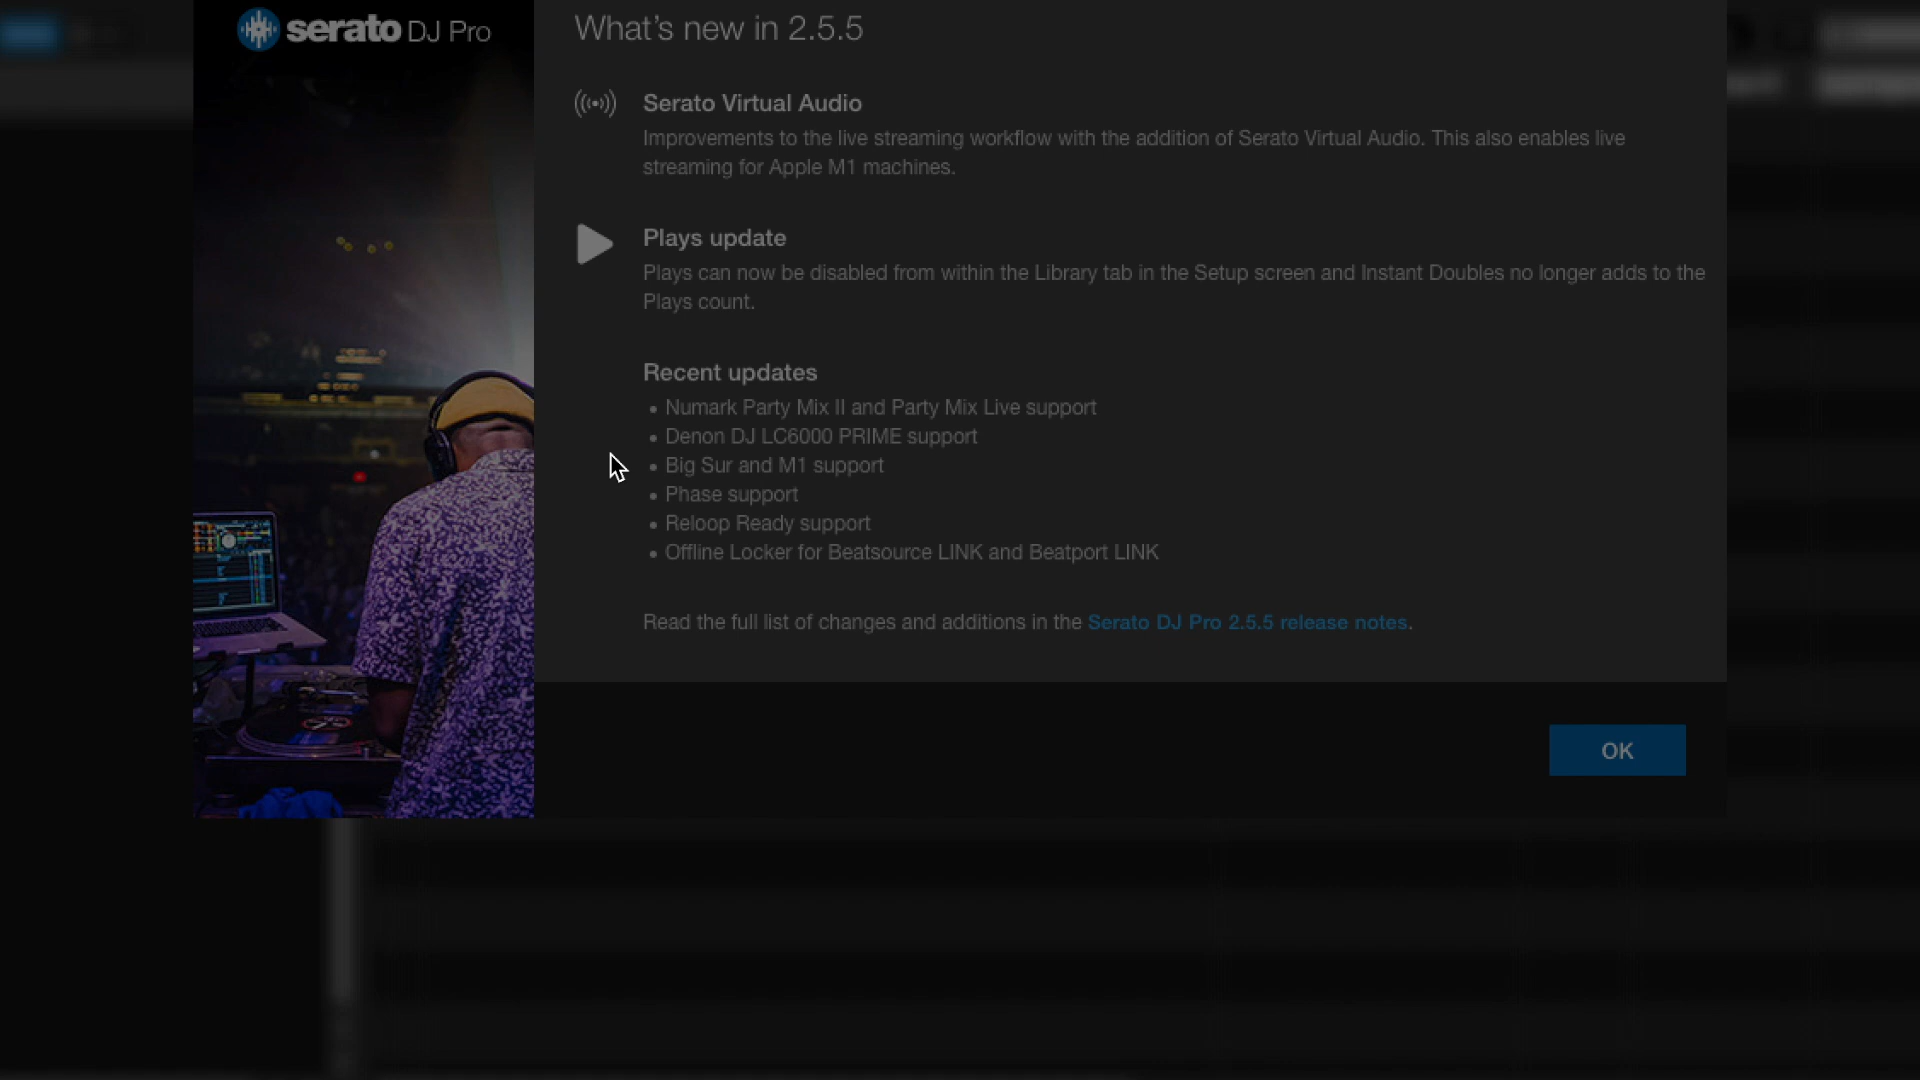 serato DJ Pro
What's new in 2.5.5
Serato Virtual Audio
Improvements to the live streaming workflow with the addition of Serato Virtual Audio. This also enables live
streaming for Apple M1 machines.
Plays update
Plays can now be disabled from within the Library tab in the Setup screen and Instant Doubles no longer adds to the
Plays count.
Recent updates
• Numark Party Mix II and Party Mix Live support
• Denon DJ LC6000 PRIME support
• Big Sur and M1 support
• Phase support
• Reloop Ready support
• Offline Locker for Beatsource LINK and Beatport LINK
Read the full list of changes and additions in the Serato DJ Pro 2.5.5 release notes.
OK